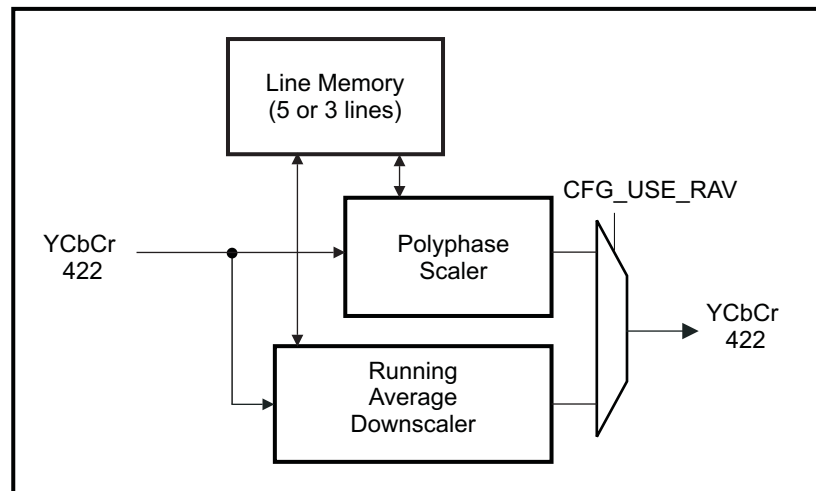 Line Memory
(5 or 3 lines)
CFG_USE_RAV
YCbCr
422
Polyphase
Scaler
YCbCr
422
Running
Average
Downscaler